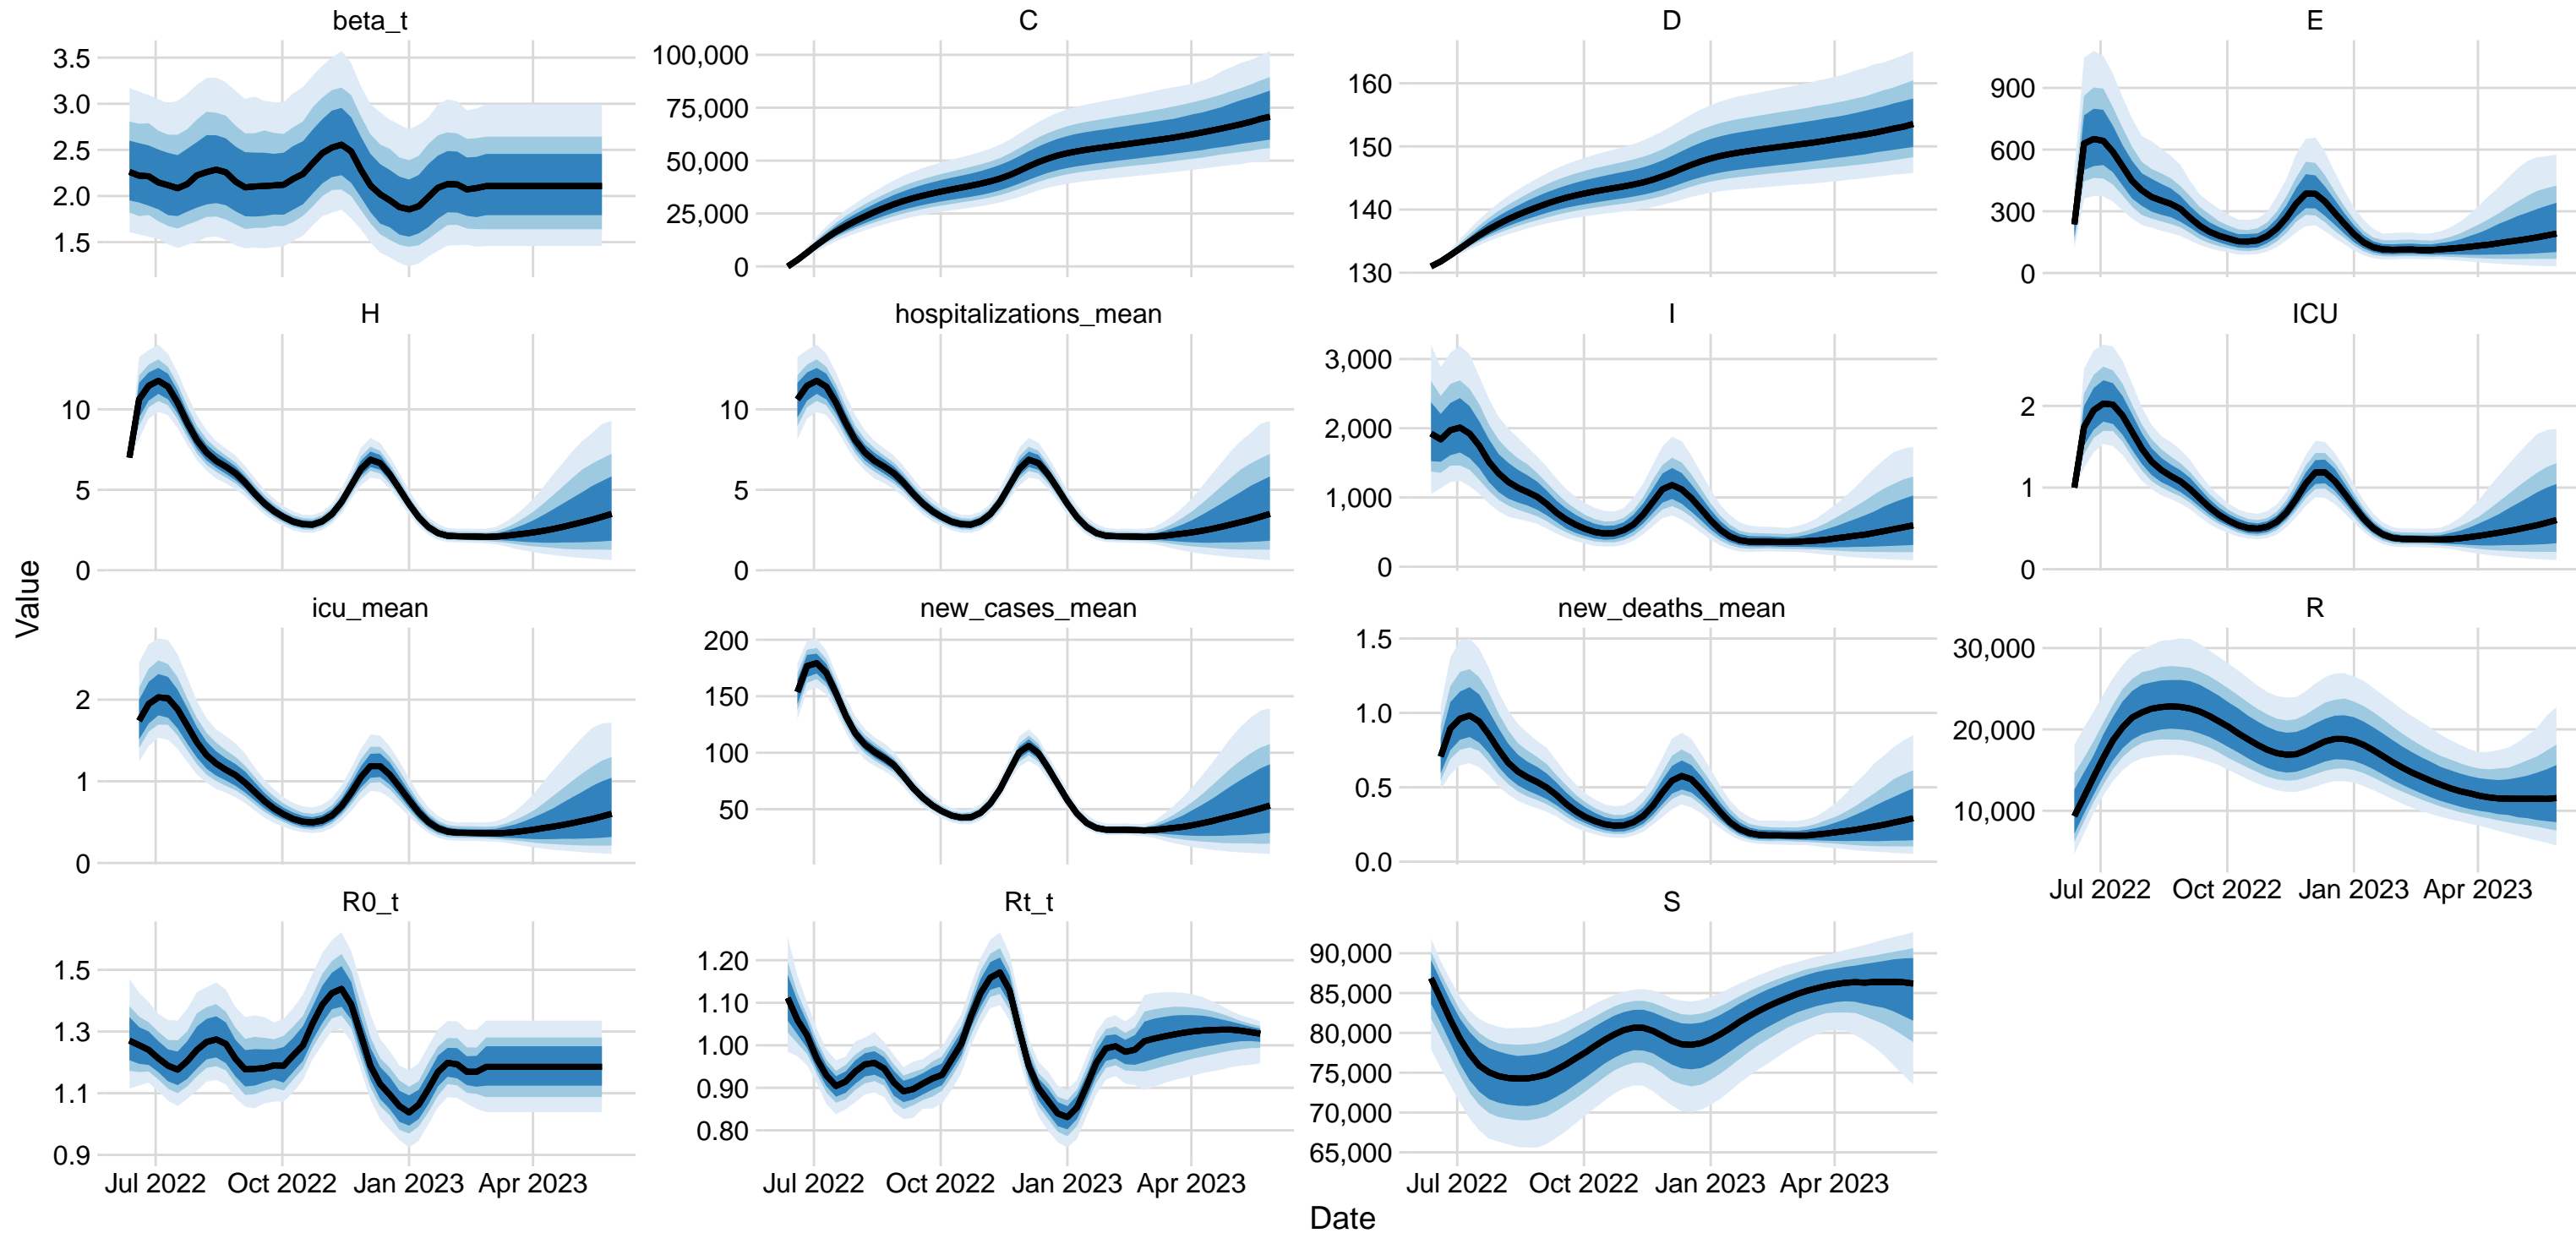 beta_t
C
D
E
3.5
3.0
2.5
2.0
1.5
100,000
75,000
50,000
25,000
0
160
150
140
130
900
600
300
0
H
hospitalizations_mean
I
ICU
10
5
0
10
5
0
3,000
2,000
1,000
0
2
1
0
Value
icu_mean
new_cases_mean
new_deaths_mean
R
2
1
0
200
150
100
50
1.5
1.0
0.5
0.0
30,000
20,000
10,000
Jul 2022 Oct 2022 Jan 2023 Apr 2023
R0_t
Rt_t
S
1.5
1.3
1.1
0.9
1.20
1.10
1.00
0.90
0.80
90,000
85,000
80,000
75,000
70,000
65,000
Jul 2022 Oct 2022 Jan 2023 Apr 2023
Jul 2022 Oct 2022 Jan 2023 Apr 2023
Jul 2022 Oct 2022 Jan 2023 Apr 2023
Date